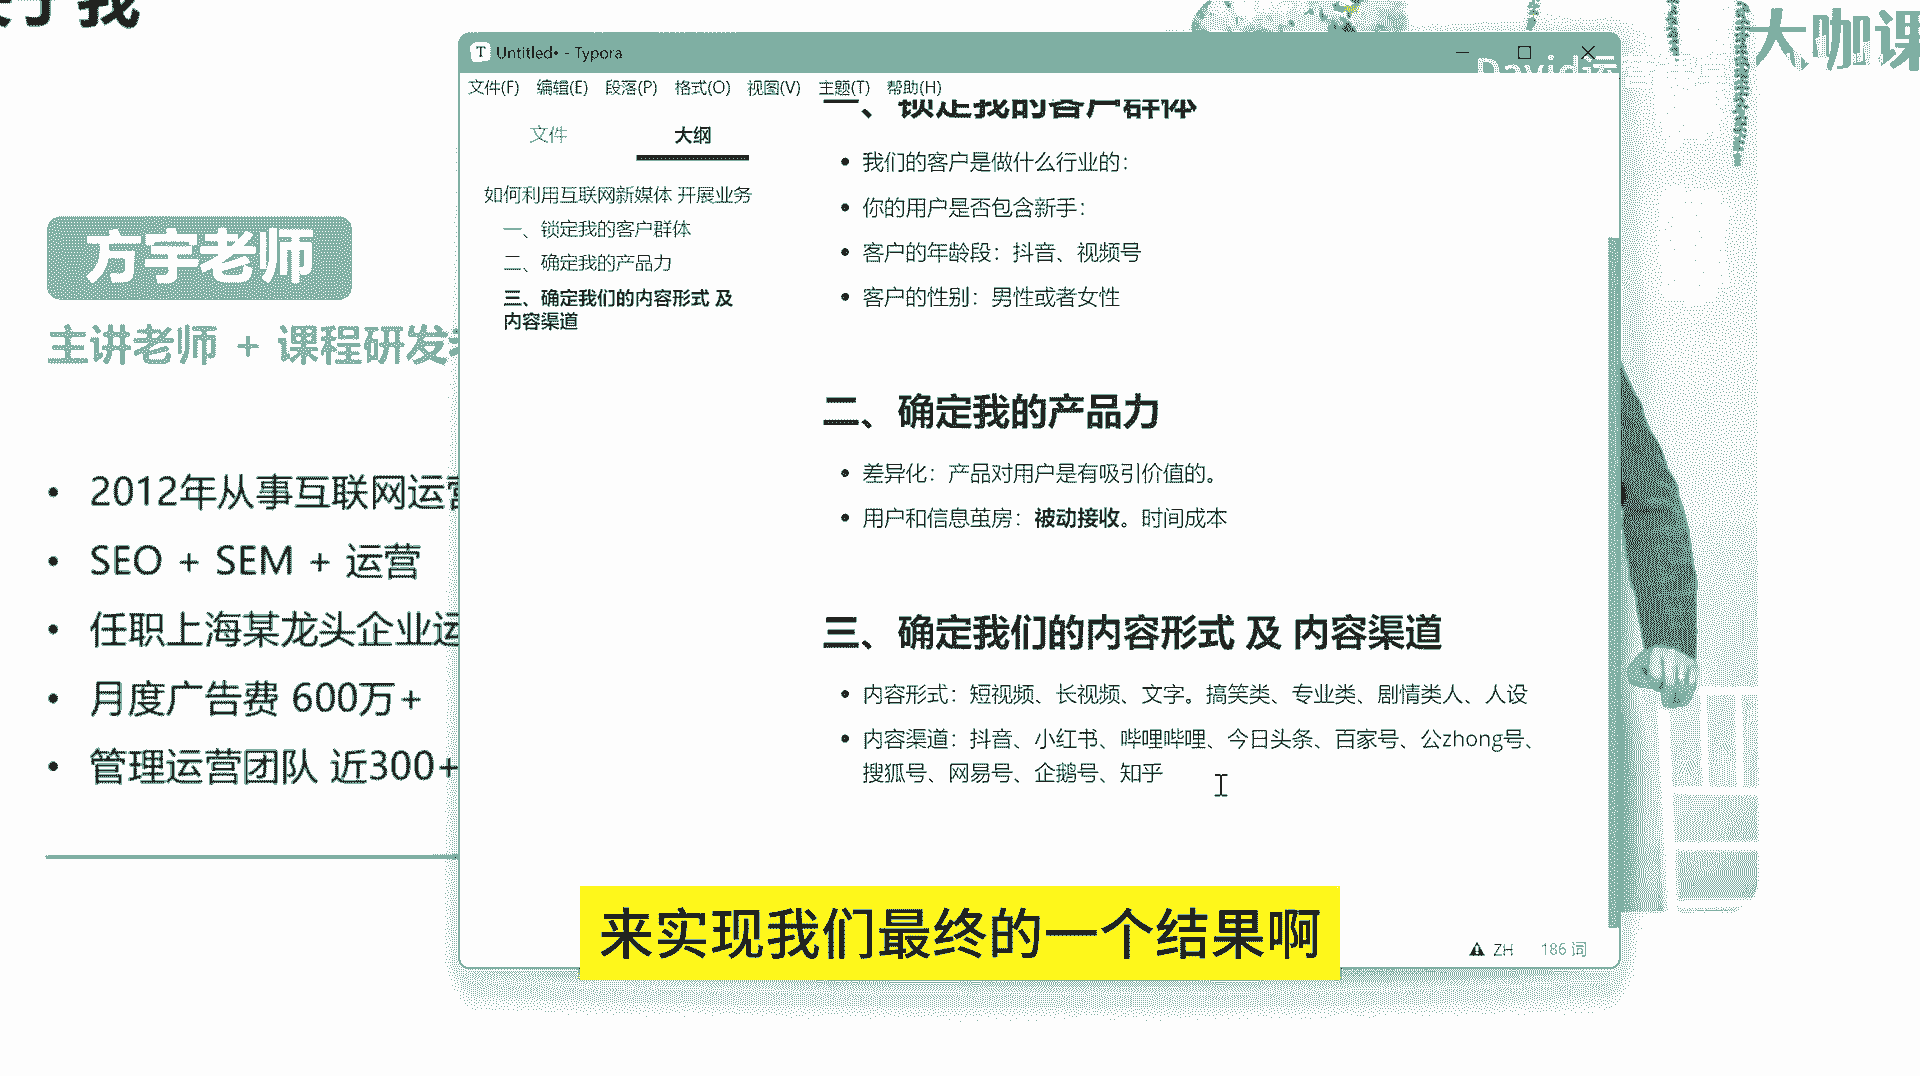 于我
大咖课
Untitled• - Typora
David运
文件(F) 编辑(E) 段落(P) 格式(O) 视图(V) 主题(T) 帮助(H)
文件 大纲
如何利用互联网新媒体 开展业务
一、锁定我的客户群体
二、确定我的产品力
三、确定我们的内容形式 及
内容渠道
一、锁定我的客户群体
我们的客户是做什么行业的：
你的用户是否包含新手：
客户的年龄段：抖音、视频号
客户的性别：男性或者女性
二、确定我的产品力
差异化：产品对用户是有吸引价值的。
用户和信息茧房：被动接收。时间成本
三、确定我们的内容形式 及 内容渠道
内容形式：短视频、长视频、文字。搞笑类、专业类、剧情类人、人设
内容渠道：抖音、小红书、哔哩哔哩、今日头条、百家号、公zhong号、
搜狐号、网易号、企鹅号、知乎
ZH 186 词
方宇老师
主讲老师 + 课程研发
2012年从事互联网运营
SEO + SEM + 运营
任职上海某龙头企业运
月度广告费 600万+
管理运营团队 近300+
来实现我们最终的一个结果啊